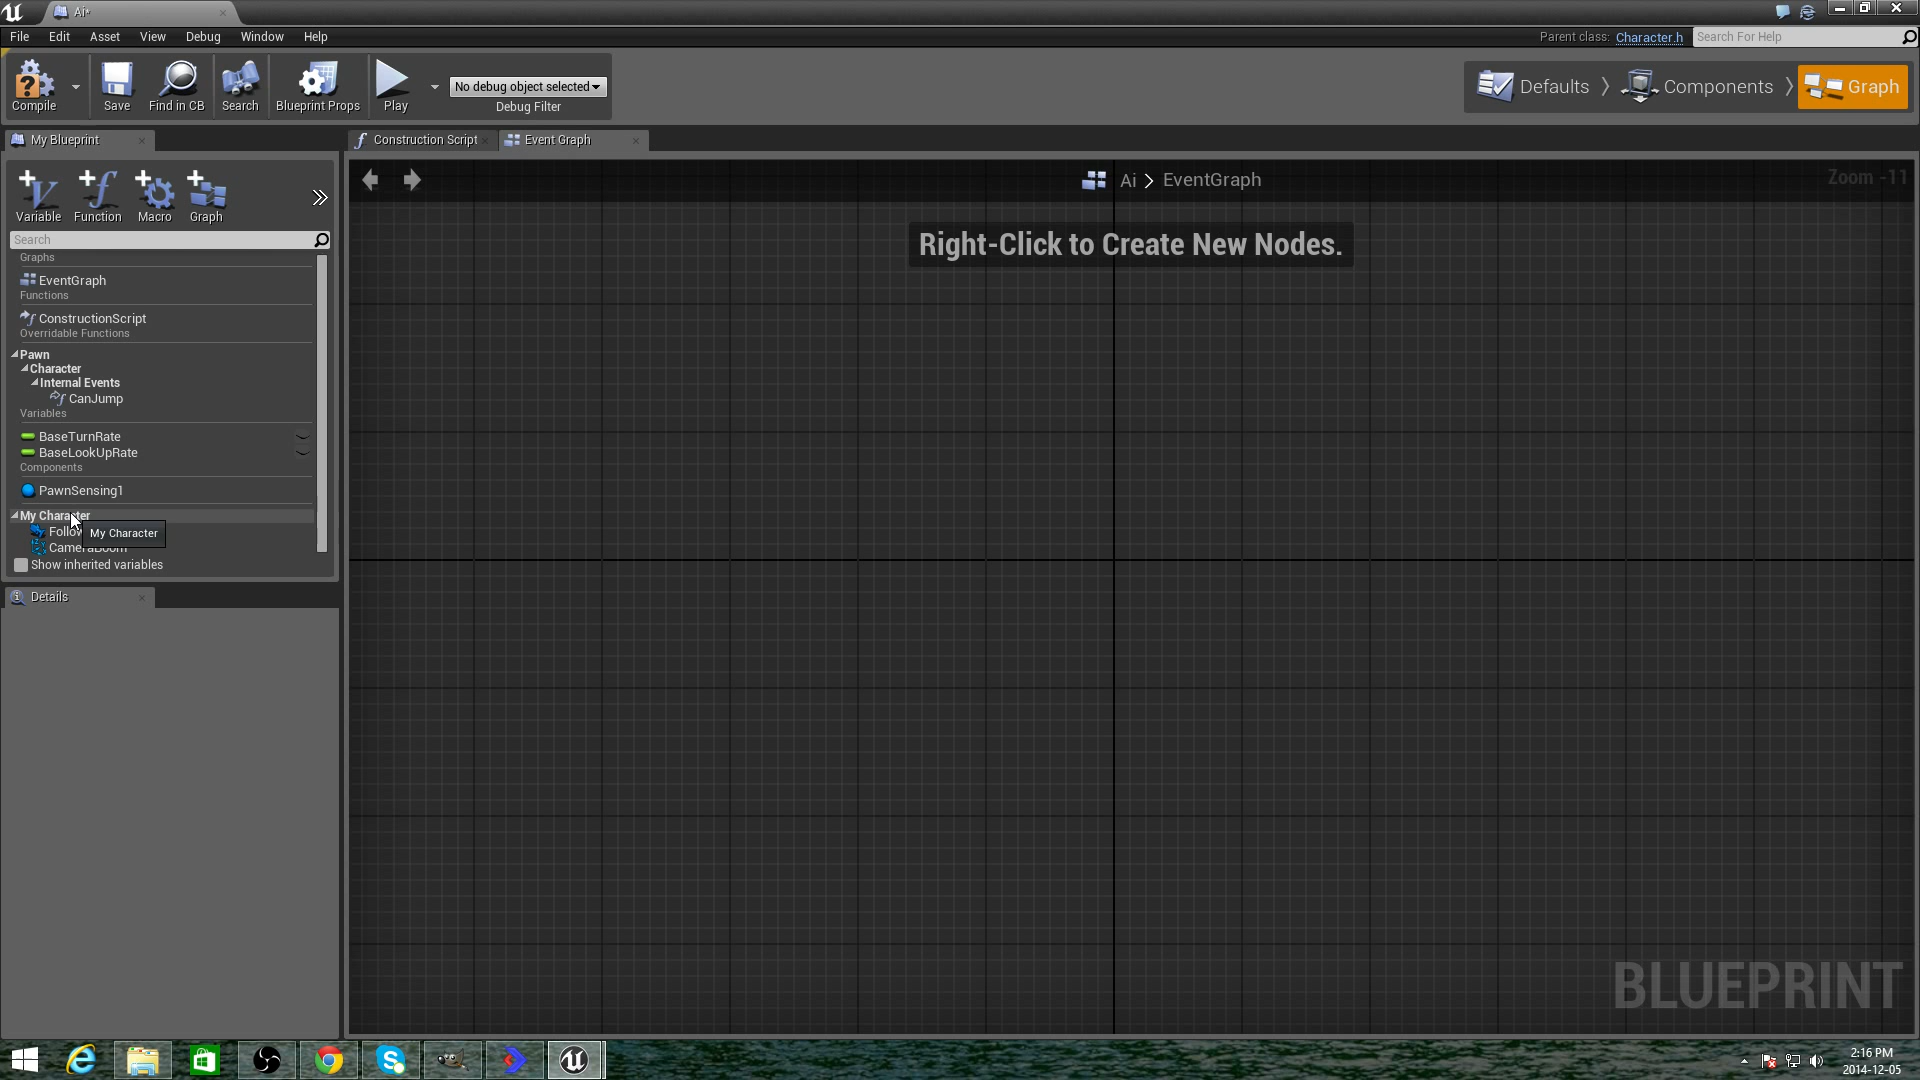 Ai*
File Edit Asset View Debug Window Help
Parent class: Character.h Search For Help
Compile Save Find in CB Search Blueprint Props Play
No debug object selected
Debug Filter
Defaults Components Graph
My Blueprint
Construction Script Event Graph
Variable Function Macro Graph
Ai > EventGraph
Zoom -11
Right-Click to Create New Nodes.
Search
Graphs
EventGraph
Functions
ConstructionScript
Overridable Functions
Pawn
Character
Internal Events
CanJump
Variables
BaseTurnRate
BaseLookUpRate
Components
PawnSensing1
My Character
Follow
My Character
CameraBoom
Show inherited variables
Details
BLUEPRINT
2:16 PM
2014-12-05